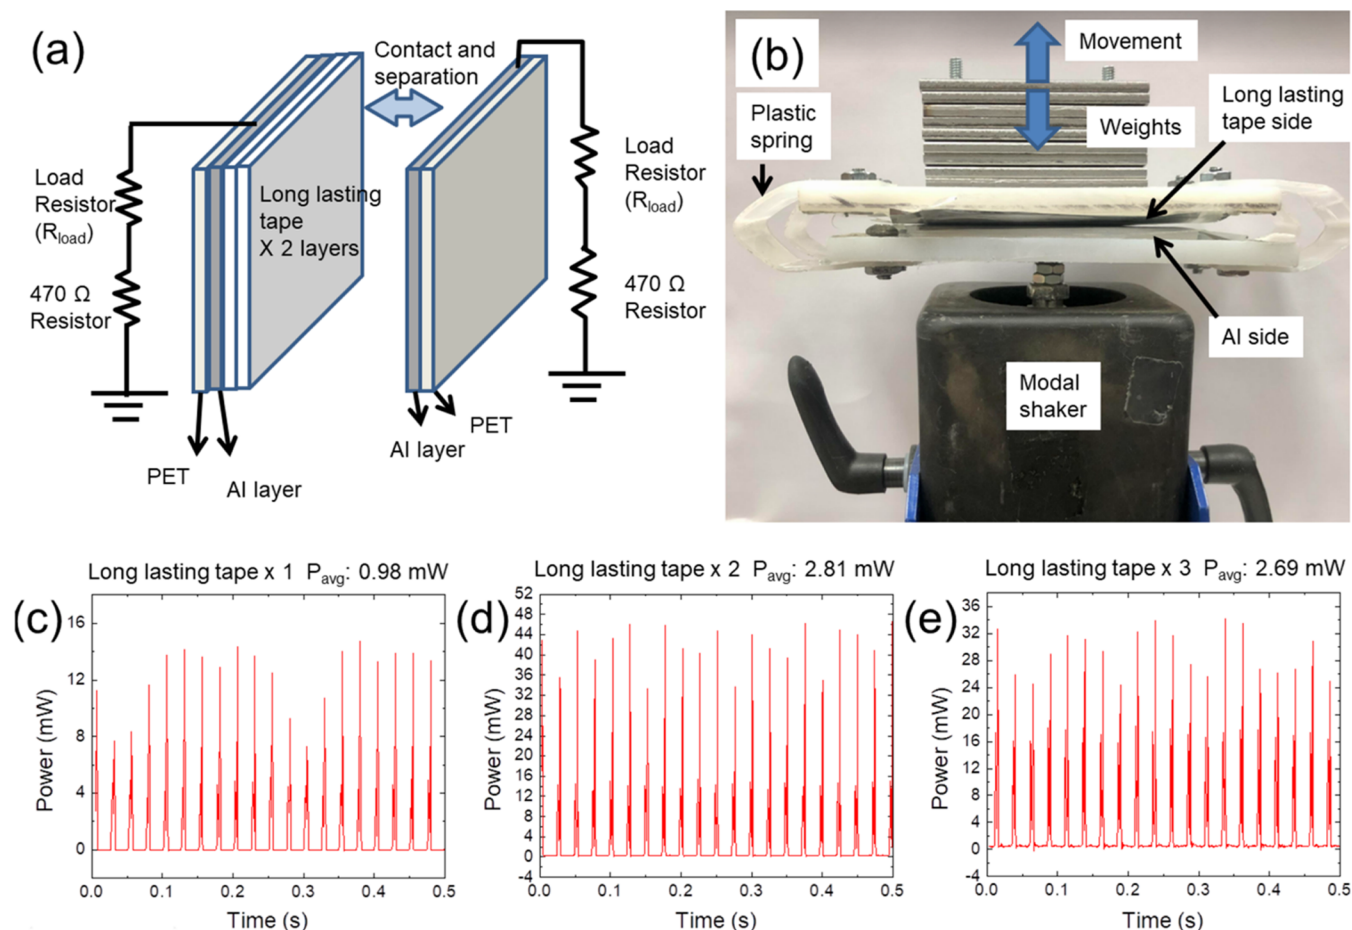 (a)
Contact and
separation
Load
Resistor
(Rload)
470 Ω
Resistor
Long lasting
tape
X 2 layers
Load
Resistor
(Rload)
470 Ω
Resistor
PET
Al layer
Al layer
PET
(b)
Movement
Plastic
spring
Weights
Long lasting
tape side
Al side
Modal
shaker
Long lasting tape x 1 Pavg: 0.98 mW
(c)
16
12
8
4
0
Power (mW)
0.0 0.1 0.2 0.3 0.4 0.5
Time (s)
Long lasting tape x 2 Pavg: 2.81 mW
(d)
52
48
44
40
36
32
28
24
20
16
12
8
4
0
-4
Power (mW)
0.0 0.1 0.2 0.3 0.4 0.5
Time (s)
Long lasting tape x 3 Pavg: 2.69 mW
(e)
36
32
28
24
20
16
12
8
4
0
-4
Power (mW)
0.0 0.1 0.2 0.3 0.4 0.5
Time (s)